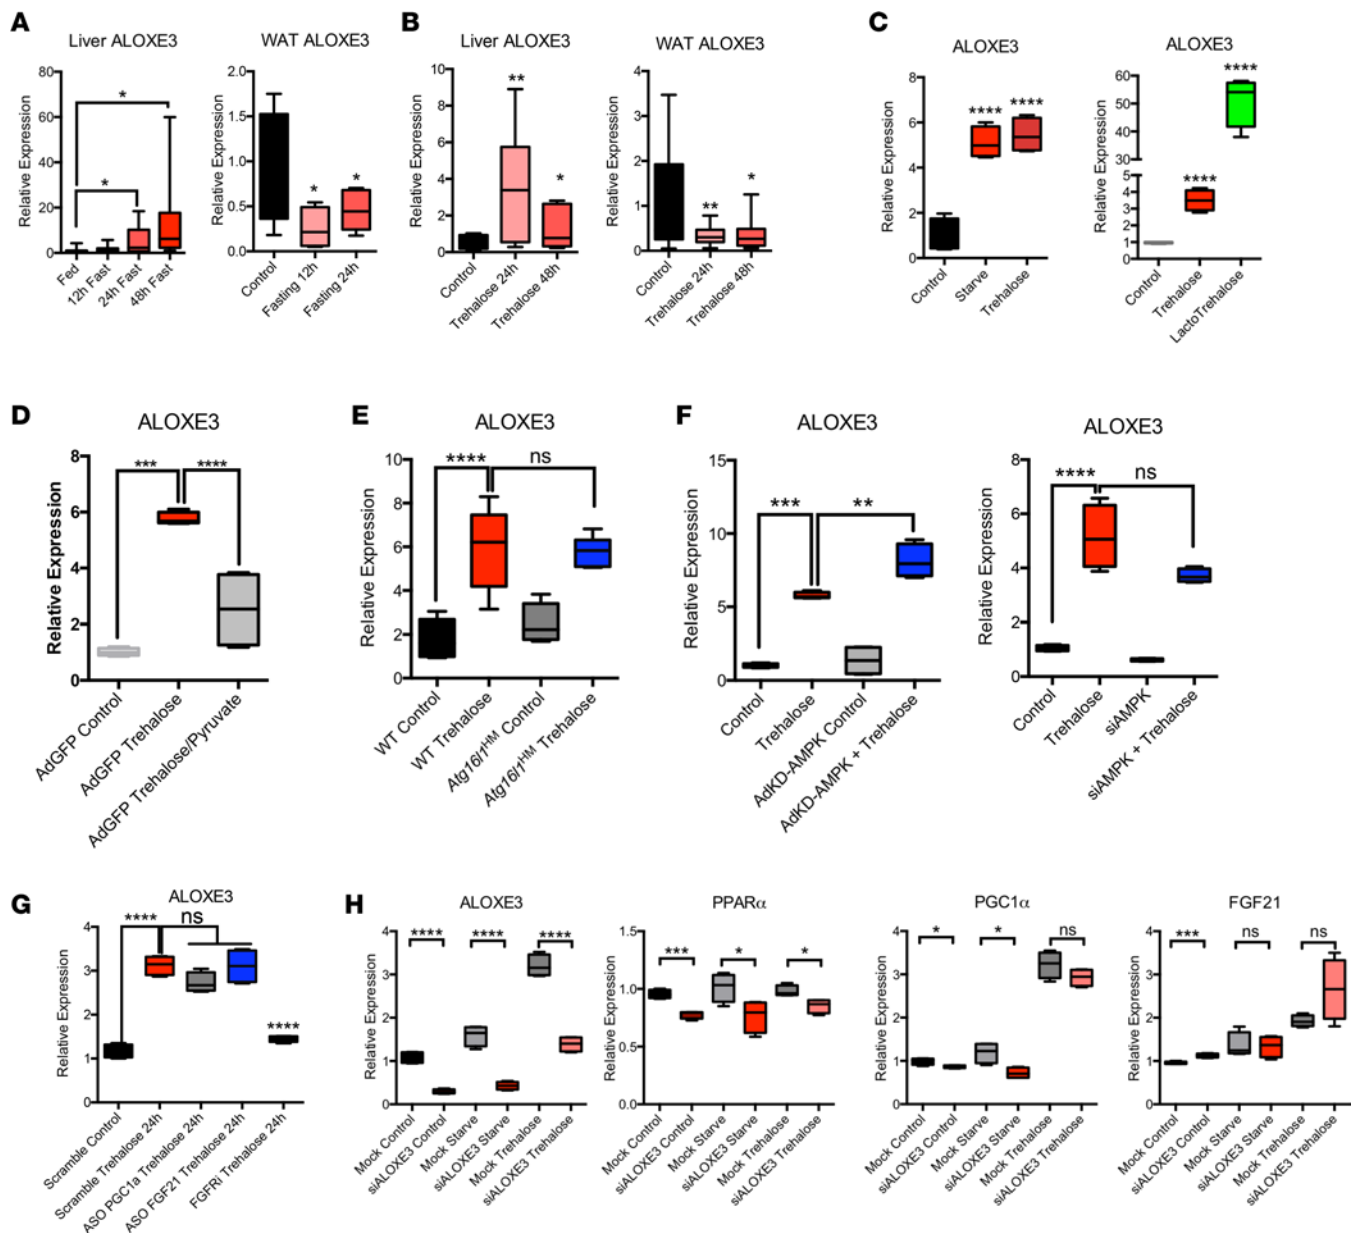 A
Liver ALOXE3
Relative Expression
80
60
40
20
0
*
*
Fed
12h Fast
24h Fast
48h Fast
WAT ALOXE3
Relative Expression
2.0
1.5
1.0
0.5
0.0
*
*
Control
Fasting 12h
Fasting 24h
B
Liver ALOXE3
Relative Expression
10
8
6
4
2
0
**
*
Control
Trehalose 24h
Trehalose 48h
WAT ALOXE3
Relative Expression
4
3
2
1
0
**
*
Control
Trehalose 24h
Trehalose 48h
C
ALOXE3
Relative Expression
8
6
4
2
0
****
****
Control
Starve
Trehalose
ALOXE3
Relative Expression
60
50
40
30
5
4
3
2
1
0
****
****
Control
Trehalose
LactoTrehalose
D
ALOXE3
Relative Expression
8
6
4
2
0
***
****
AdGFP Control
AdGFP Trehalose
AdGFP Trehalose/Pyruvate
E
ALOXE3
Relative Expression
10
8
6
4
2
0
****
ns
WT Control
WT Trehalose
Atg16l1HM Control
Atg16l1HM Trehalose
F
ALOXE3
Relative Expression
15
10
5
0
***
**
Control
Trehalose
AdKD-AMPK Control
AdKD-AMPK + Trehalose
ALOXE3
Relative Expression
8
6
4
2
0
****
ns
Control
Trehalose
siAMPK
siAMPK + Trehalose
G
ALOXE3
Relative Expression
4
3
2
1
0
****
ns
****
Scramble Control
Scramble Trehalose 24h
ASO PGC1a Trehalose 24h
ASO FGF21 Trehalose 24h
FGFRi Trehalose 24h
H
ALOXE3
Relative Expression
4
3
2
1
0
****
****
****
Mock Control
siALOXE3 Control
Mock Starve
siALOXE3 Starve
Mock Trehalose
siALOXE3 Trehalose
PPARα
Relative Expression
1.5
1.0
0.5
0.0
***
*
*
Mock Control
siALOXE3 Control
Mock Starve
siALOXE3 Starve
Mock Trehalose
siALOXE3 Trehalose
PGC1α
Relative Expression
4
3
2
1
0
*
*
ns
Mock Control
siALOXE3 Control
Mock Starve
siALOXE3 Starve
Mock Trehalose
siALOXE3 Trehalose
FGF21
Relative Expression
4
3
2
1
0
***
ns
ns
Mock Control
siALOXE3 Control
Mock Starve
siALOXE3 Starve
Mock Trehalose
siALOXE3 Trehalose